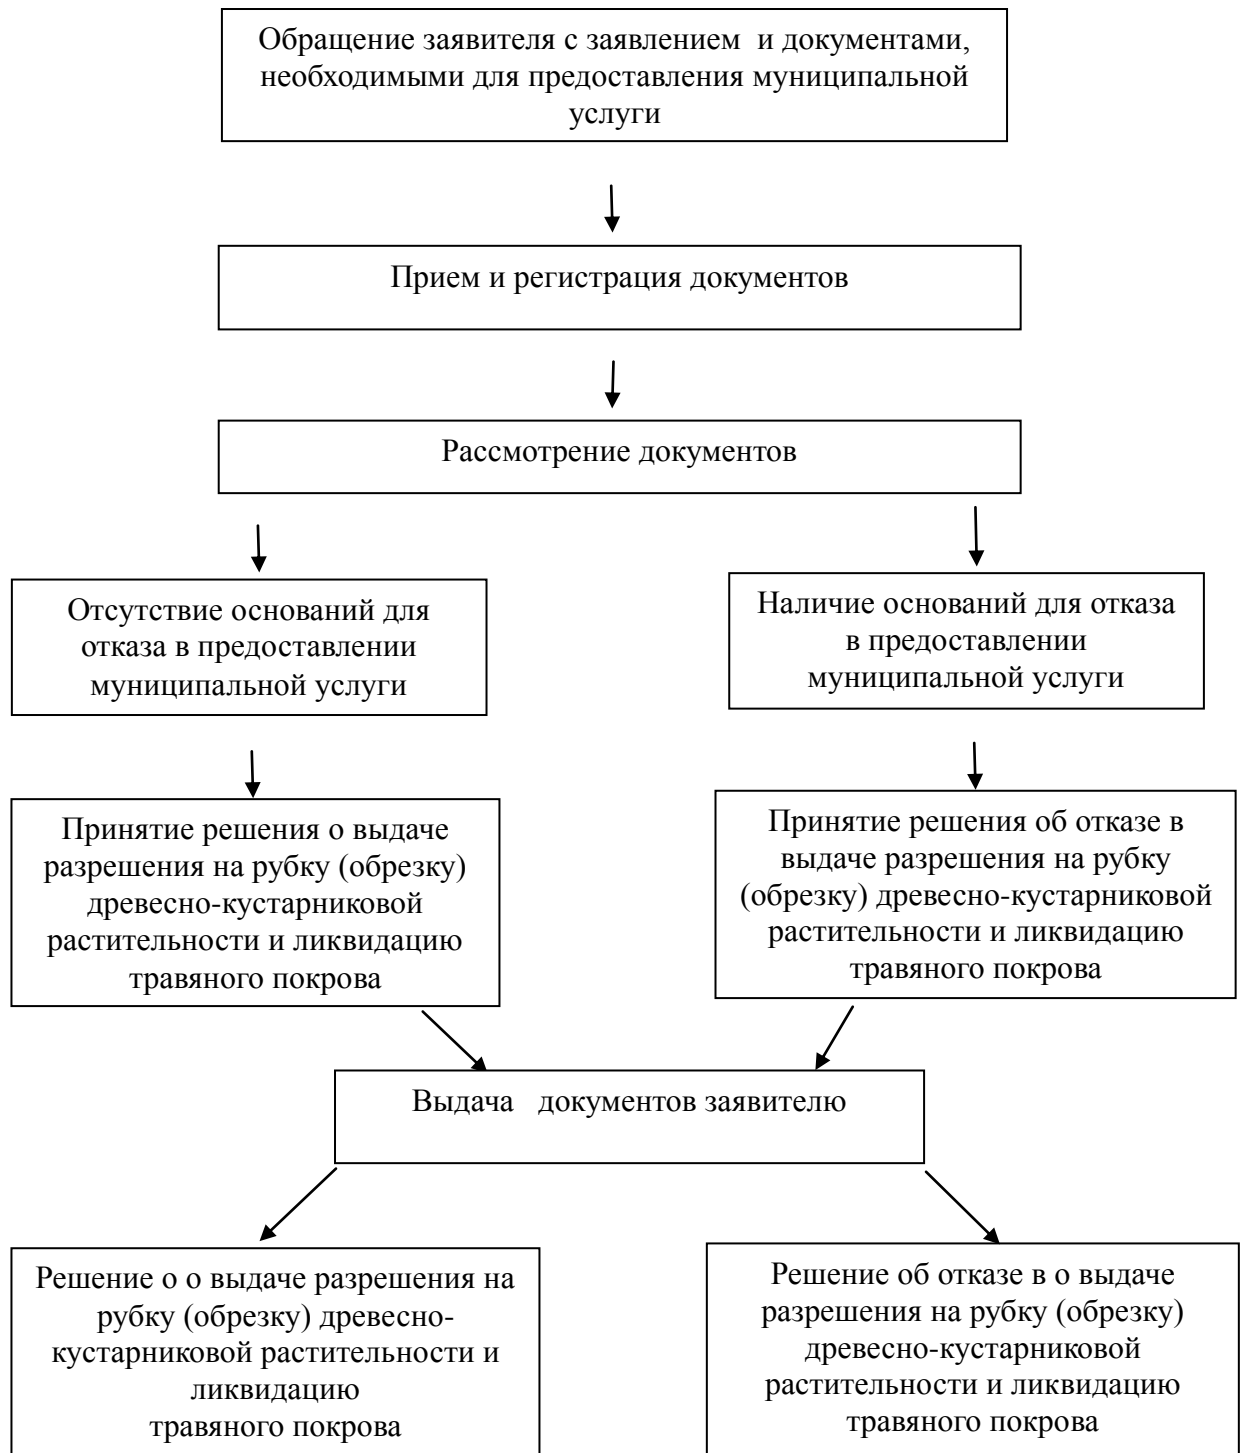 Обращение заявителя с заявлением и документами,
необходимыми для предоставления муниципальной
услуги
Прием и регистрация документов
Рассмотрение документов
Отсутствие оснований для
отказа в предоставлении
муниципальной услуги
Наличие оснований для отказа
в предоставлении
муниципальной услуги
Принятие решения о выдаче
разрешения на рубку (обрезку)
древесно-кустарниковой
растительности и ликвидацию
травяного покрова
Принятие решения об отказе в
выдаче разрешения на рубку
(обрезку) древесно-кустарниковой
растительности и ликвидацию
травяного покрова
Выдача документов заявителю
Решение о о выдаче разрешения на
рубку (обрезку) древесно-
кустарниковой растительности и
ликвидацию
травяного покрова
Решение об отказе в о выдаче
разрешения на рубку (обрезку)
древесно-кустарниковой
растительности и ликвидацию
травяного покрова